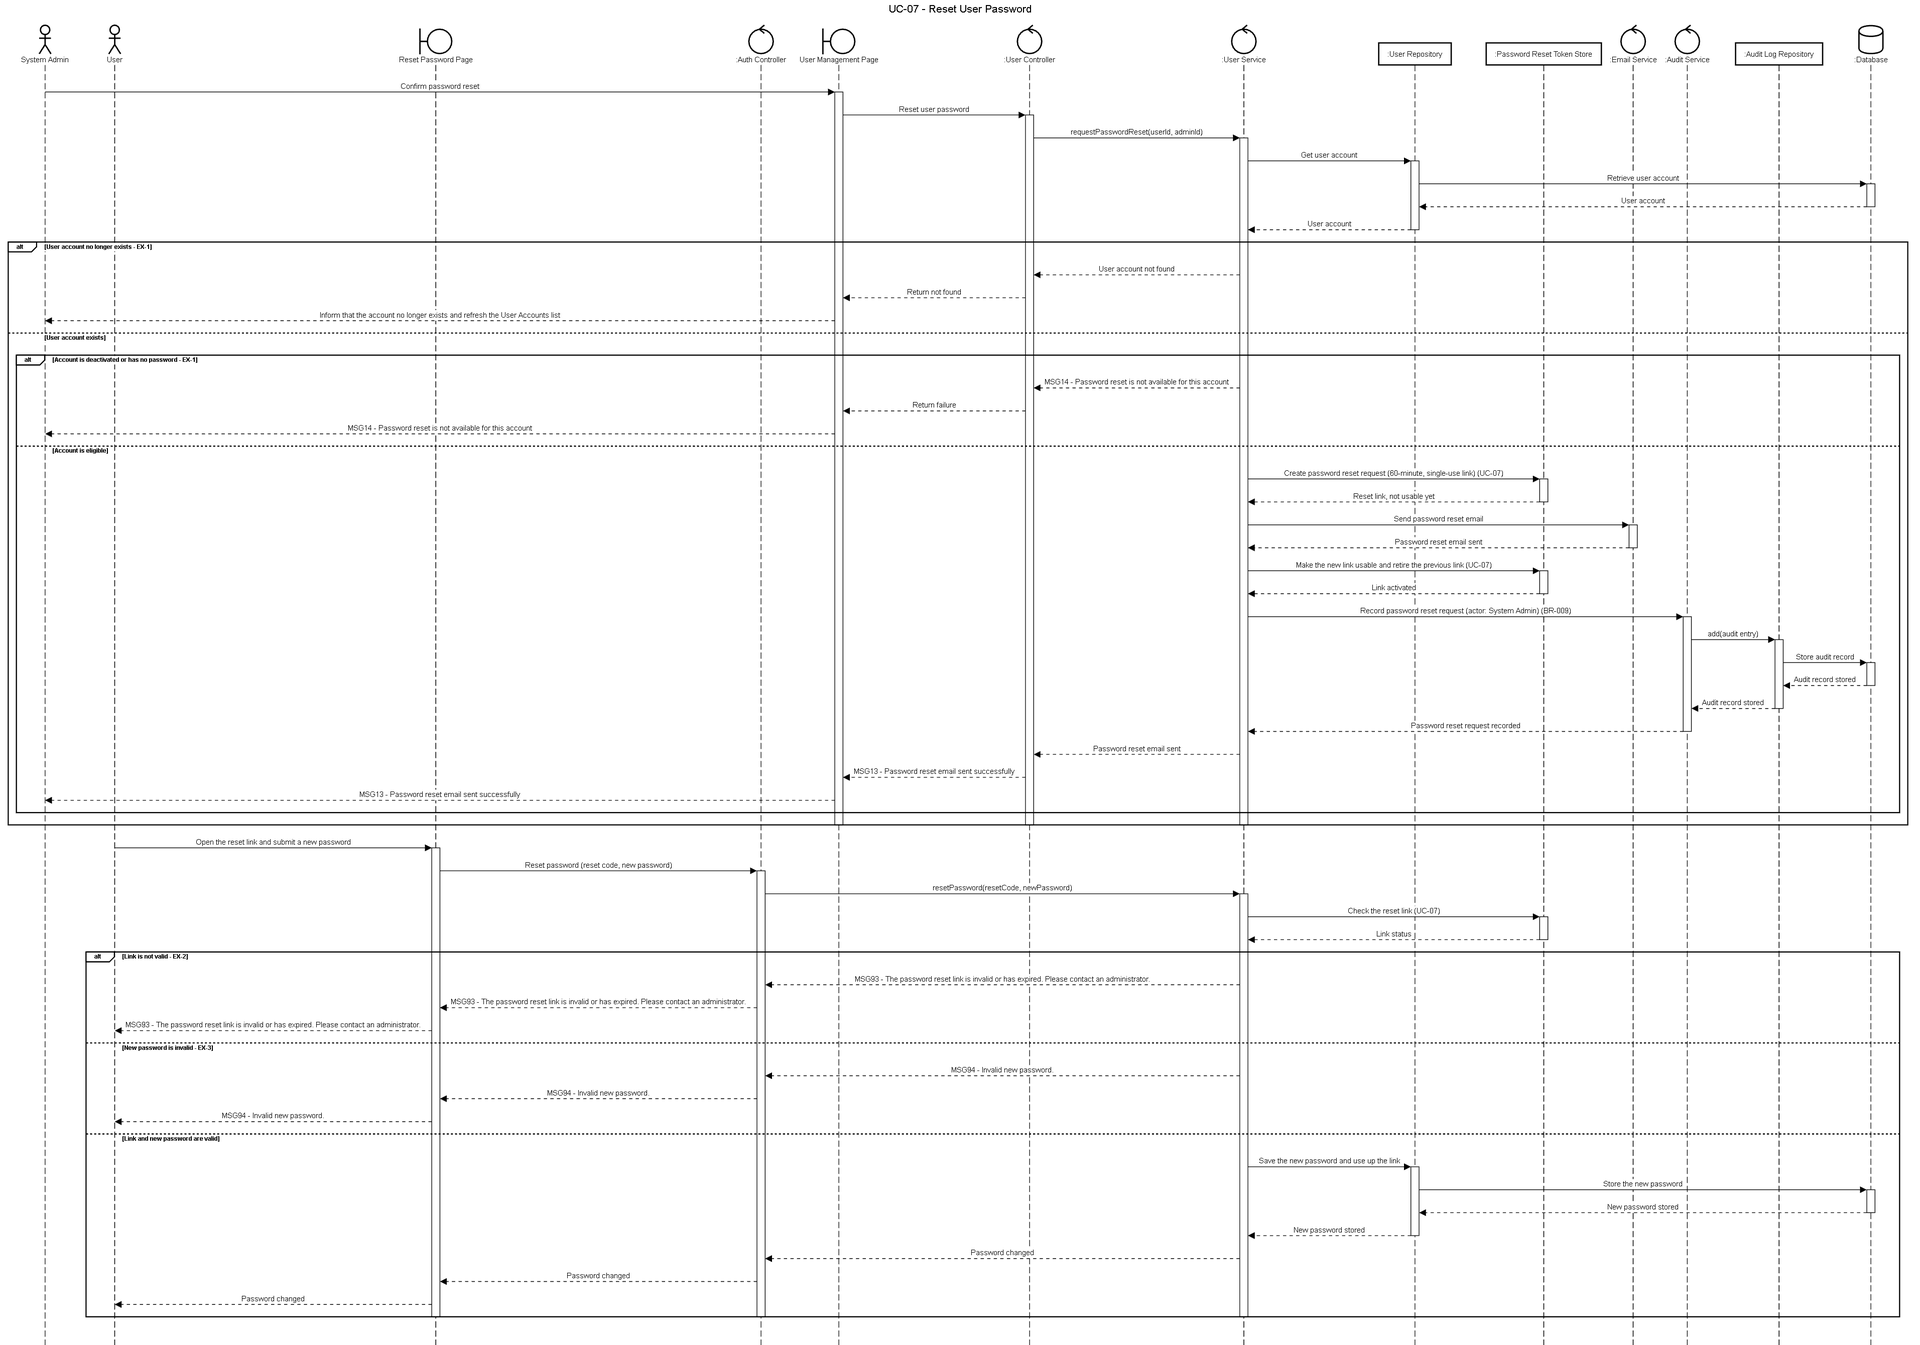 UC-07 - Reset User Password
System Admin
User
Reset Password Page
:Auth Controller
User Management Page
:User Controller
:User Service
:User Repository
:Password Reset Token Store
:Email Service
:Audit Service
:Audit Log Repository
:Database
Confirm password reset
Reset user password
requestPasswordReset(userId, adminId)
Get user account
Retrieve user account
User account
User account
alt
[User account no longer exists - EX-1]
User account not found
Return not found
Inform that the account no longer exists and refresh the User Accounts list
[User account exists]
alt
[Account is deactivated or has no password - EX-1]
MSG14 - Password reset is not available for this account
Return failure
MSG14 - Password reset is not available for this account
[Account is eligible]
Create password reset request (60-minute, single-use link) (UC-07)
Reset link, not usable yet
Send password reset email
Password reset email sent
Make the new link usable and retire the previous link (UC-07)
Link activated
Record password reset request (actor: System Admin) (BR-009)
add(audit entry)
Store audit record
Audit record stored
Audit record stored
Password reset request recorded
Password reset email sent
MSG13 - Password reset email sent successfully
MSG13 - Password reset email sent successfully
Open the reset link and submit a new password
Reset password (reset code, new password)
resetPassword(resetCode, newPassword)
Check the reset link (UC-07)
Link status
alt
[Link is not valid - EX-2]
MSG93 - The password reset link is invalid or has expired. Please contact an administrator.
MSG93 - The password reset link is invalid or has expired. Please contact an administrator.
MSG93 - The password reset link is invalid or has expired. Please contact an administrator.
[New password is invalid - EX-3]
MSG94 - Invalid new password.
MSG94 - Invalid new password.
MSG94 - Invalid new password.
[Link and new password are valid]
Save the new password and use up the link
Store the new password
New password stored
New password stored
Password changed
Password changed
Password changed